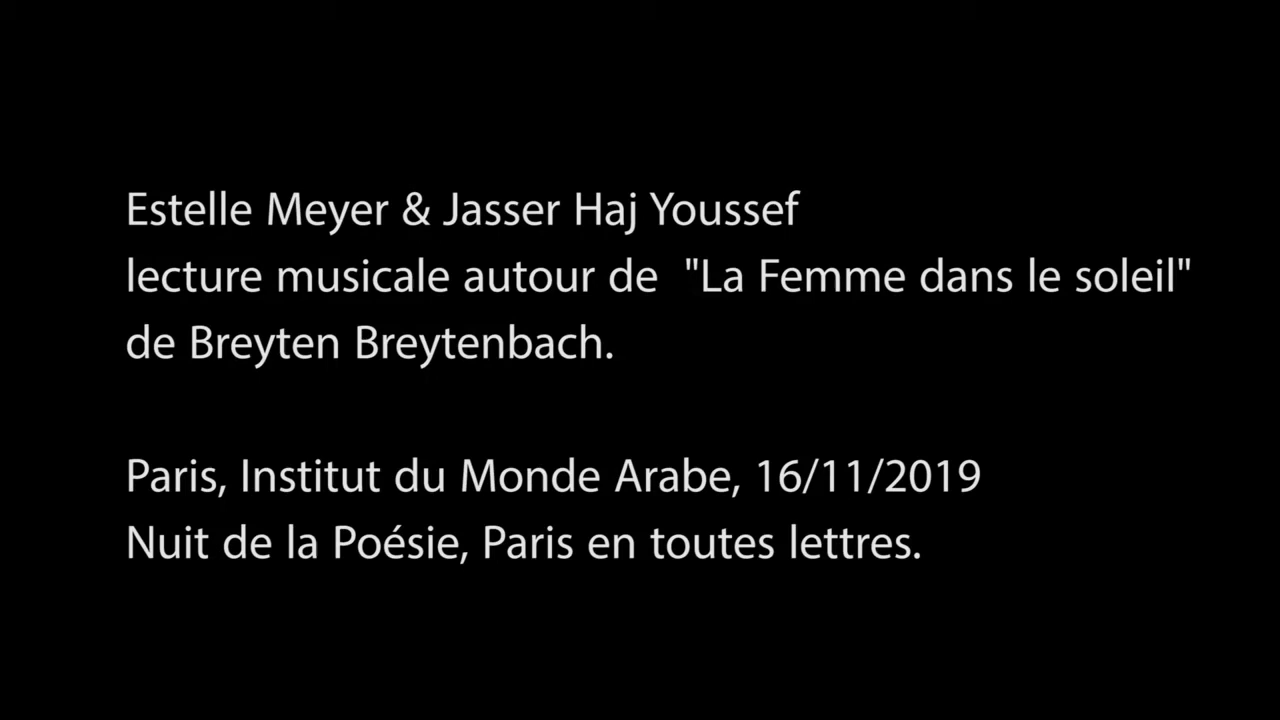 Estelle Meyer & Jasser Haj Youssef
lecture musicale autour de  "La Femme dans le soleil"
de Breyten Breytenbach.
Paris, Institut du Monde Arabe, 16/11/2019
Nuit de la Poésie, Paris en toutes lettres.